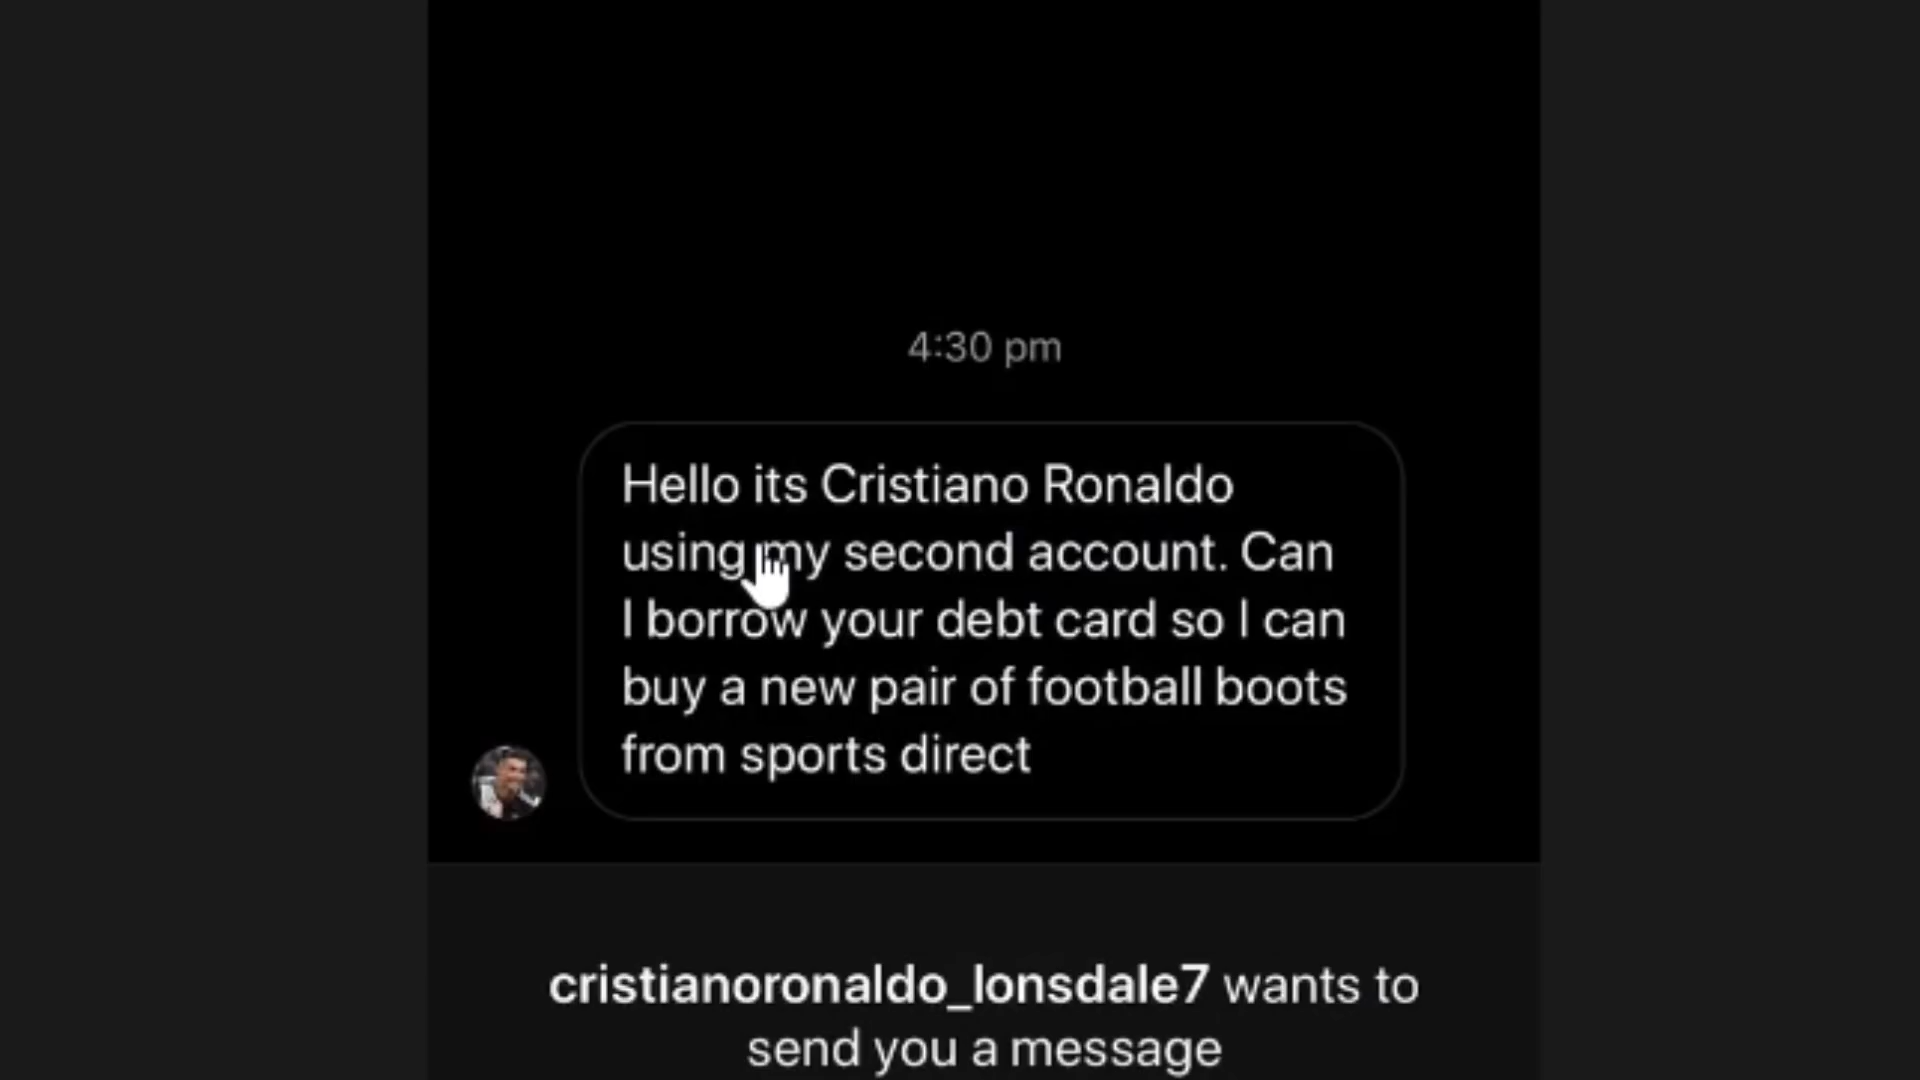 4:30 pm
Hello its Cristiano Ronaldo
using my second account. Can
I borrow your debt card so I can
buy a new pair of football boots
from sports direct
cristianoronaldo_lonsdale7 wants to
send you a message